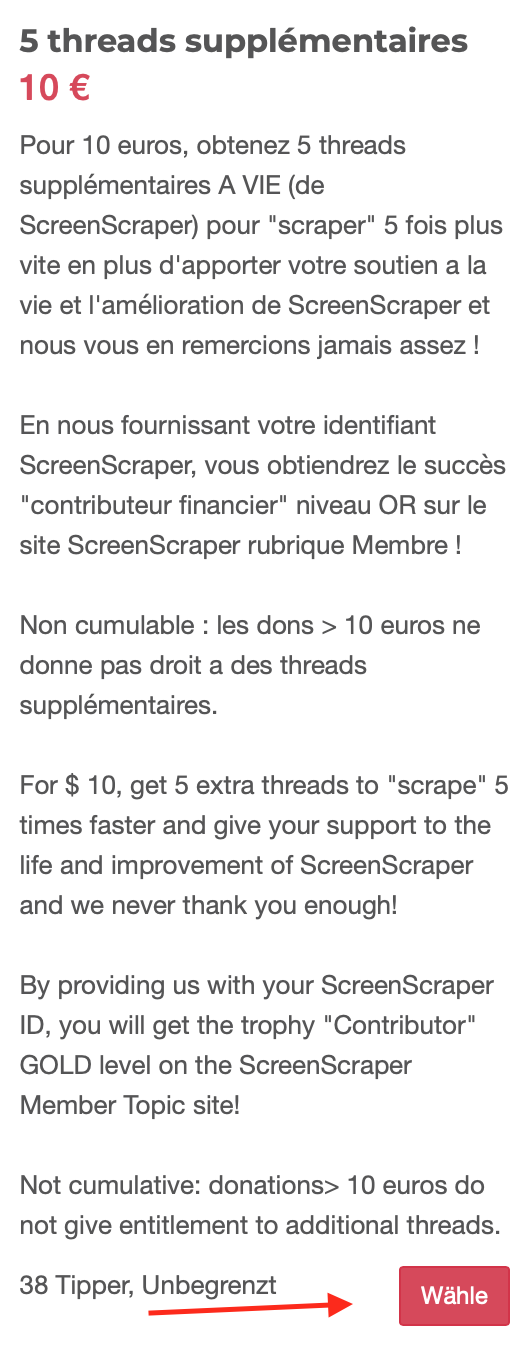 5 threads supplémentaires
10 €
Pour 10 euros, obtenez 5 threads
supplémentaires A VIE (de
ScreenScraper) pour "scraper" 5 fois plus
vite en plus d'apporter votre soutien a la
vie et l'amélioration de ScreenScraper et
nous vous en remercions jamais assez !
En nous fournissant votre identifiant
ScreenScraper, vous obtiendrez le succès
"contributeur financier" niveau OR sur le
site ScreenScraper rubrique Membre !
Non cumulable : les dons > 10 euros ne
donne pas droit a des threads
supplémentaires.
For $ 10, get 5 extra threads to "scrape" 5
times faster and give your support to the
life and improvement of ScreenScraper
and we never thank you enough!
By providing us with your ScreenScraper
ID, you will get the trophy "Contributor"
GOLD level on the ScreenScraper
Member Topic site!
Not cumulative: donations> 10 euros do
not give entitlement to additional threads.
38 Tipper, Unbegrenzt
Wähle